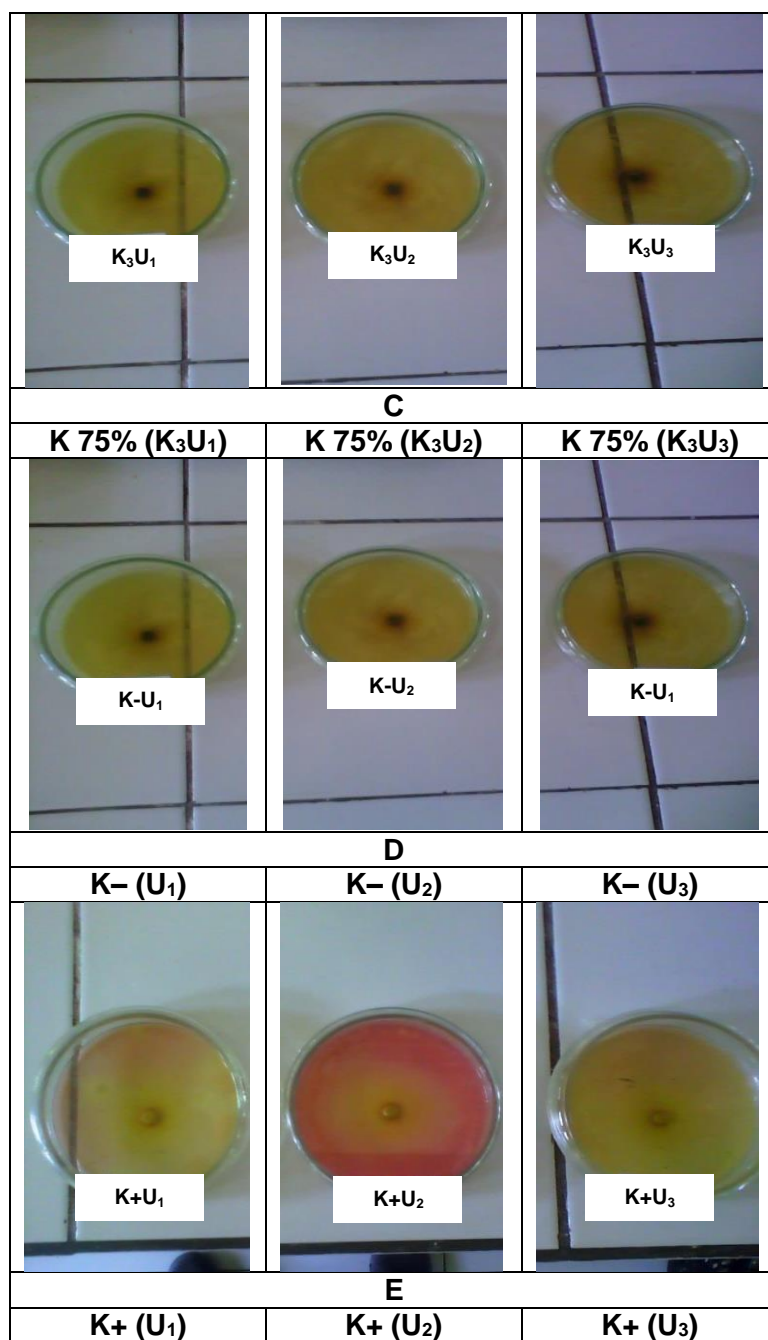 K₃U₁ K₃U₂ K₃U₃
C
K 75% (K₃U₁) K 75% (K₃U₂) K 75% (K₃U₃)
K-U₁ K-U₂ K-U₁
D
K– (U₁) K– (U₂) K– (U₃)
K+U₁ K+U₂ K+U₃
E
K+ (U₁) K+ (U₂) K+ (U₃)